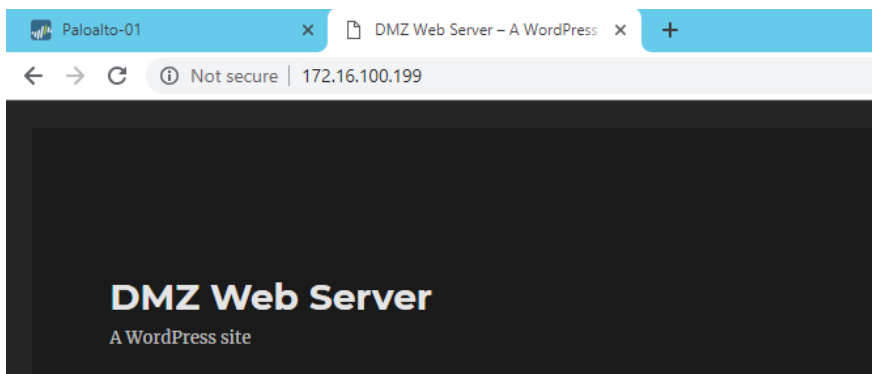 Paloalto-01
DMZ Web Server – A WordPress
Not secure | 172.16.100.199
DMZ Web Server
A WordPress site